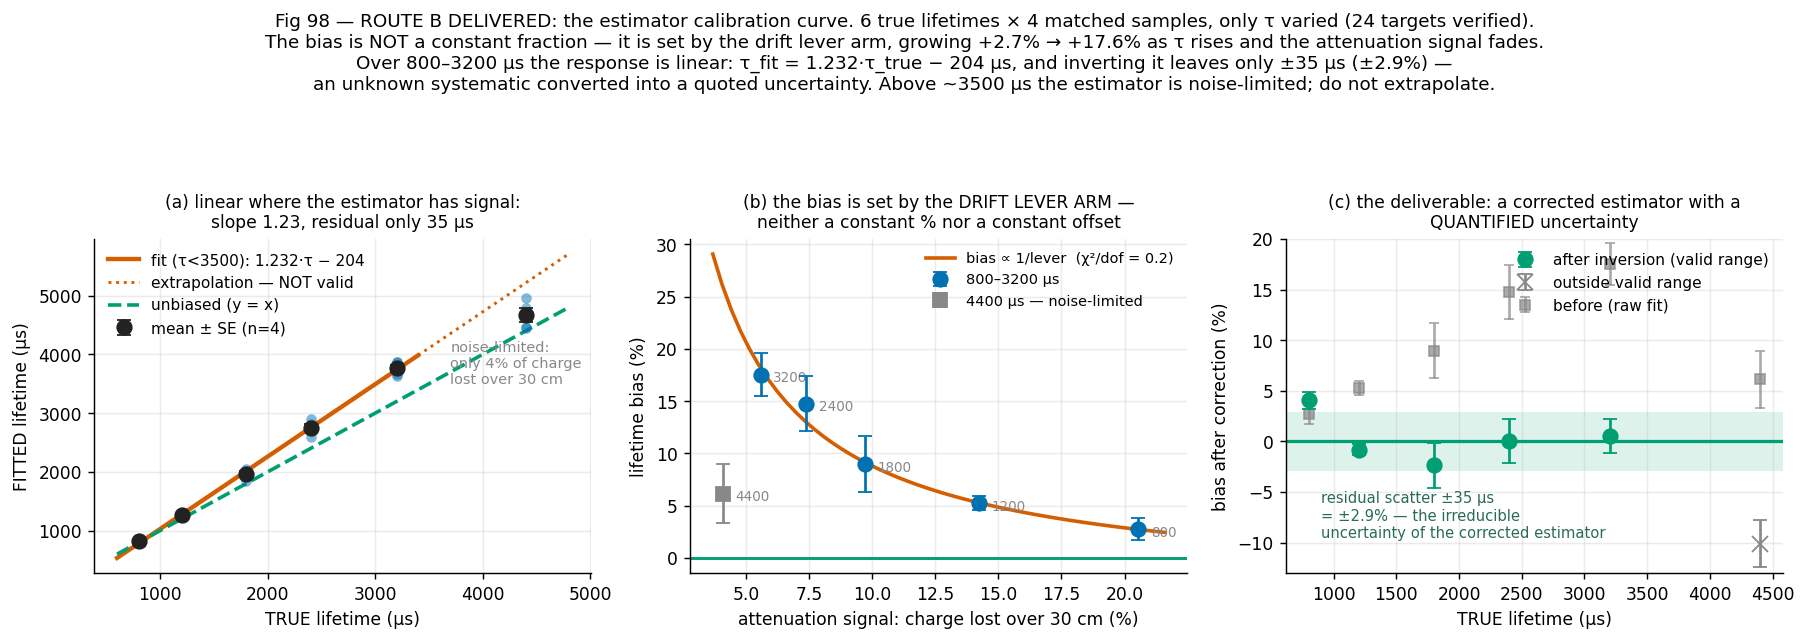 Fig 98 — ROUTE B DELIVERED: the estimator calibration curve. 6 true lifetimes × 4 matched samples, only τ varied (24 targets verified).
The bias is NOT a constant fraction — it is set by the drift lever arm, growing +2.7% → +17.6% as τ rises and the attenuation signal fades.
Over 800–3200 μs the response is linear: τ_fit = 1.232·τ_true − 204 μs, and inverting it leaves only ±35 μs (±2.9%) —
an unknown systematic converted into a quoted uncertainty. Above ~3500 μs the estimator is noise-limited; do not extrapolate.
(a) linear where the estimator has signal:
slope 1.23, residual only 35 μs
fit (τ<3500): 1.232·τ − 204
extrapolation — NOT valid
unbiased (y = x)
mean ± SE (n=4)
noise-limited:
only 4% of charge
lost over 30 cm
FITTED lifetime (μs)
5000
4000
3000
2000
1000
1000 2000 3000 4000 5000
TRUE lifetime (μs)
(b) the bias is set by the DRIFT LEVER ARM —
neither a constant % nor a constant offset
bias ∝ 1/lever (χ²/dof = 0.2)
800–3200 μs
4400 μs — noise-limited
3200
2400
1800
4400
1200
800
lifetime bias (%)
30
25
20
15
10
5
0
5.0 7.5 10.0 12.5 15.0 17.5 20.0
attenuation signal: charge lost over 30 cm (%)
(c) the deliverable: a corrected estimator with a
QUANTIFIED uncertainty
after inversion (valid range)
outside valid range
before (raw fit)
residual scatter ±35 μs
= ±2.9% — the irreducible
uncertainty of the corrected estimator
bias after correction (%)
20
15
10
5
0
−5
−10
1000 1500 2000 2500 3000 3500 4000 4500
TRUE lifetime (μs)